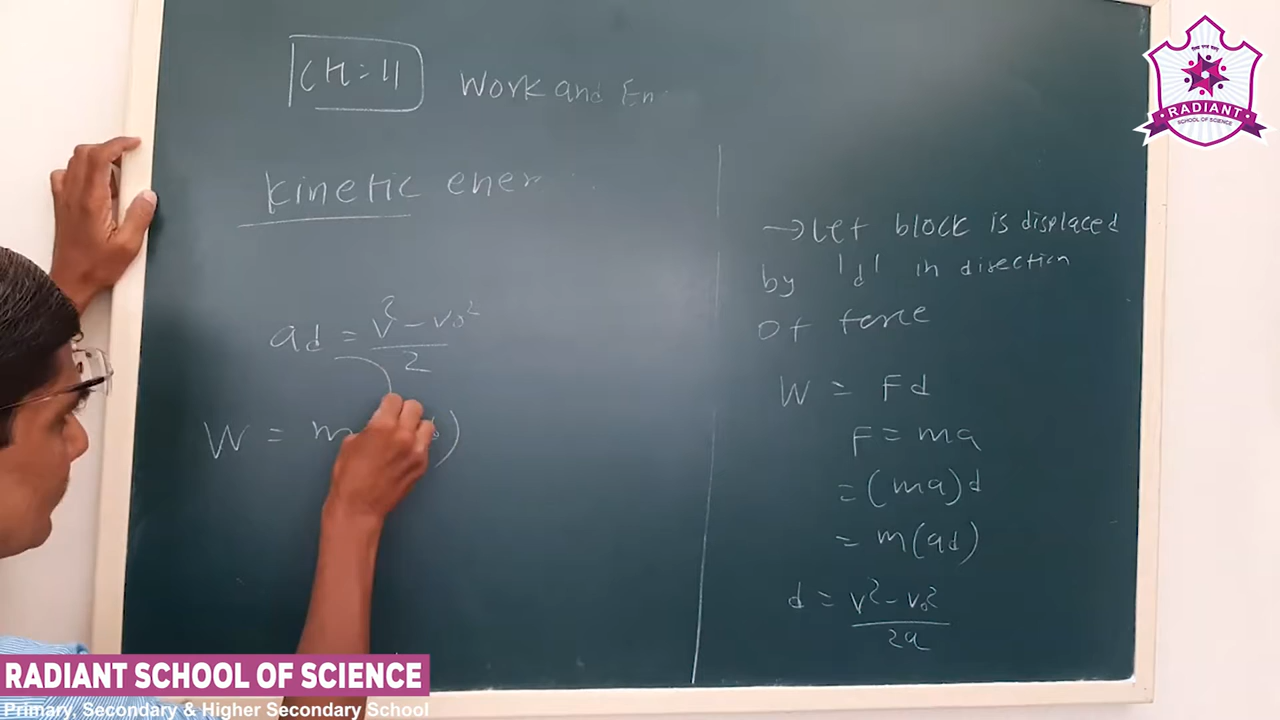 CH = 11
Work and En
Kinetic ener
ad = v² - v₀²
2
W = m
)
→ Let block is displaced
by 'd' in direction
of force
W = Fd
F = ma
= (ma)d
= m(ad)
d = v² - v₀²
2a
RADIANT
SCHOOL OF SCIENCE
RADIANT SCHOOL OF SCIENCE
Primary, Secondary & Higher Secondary School